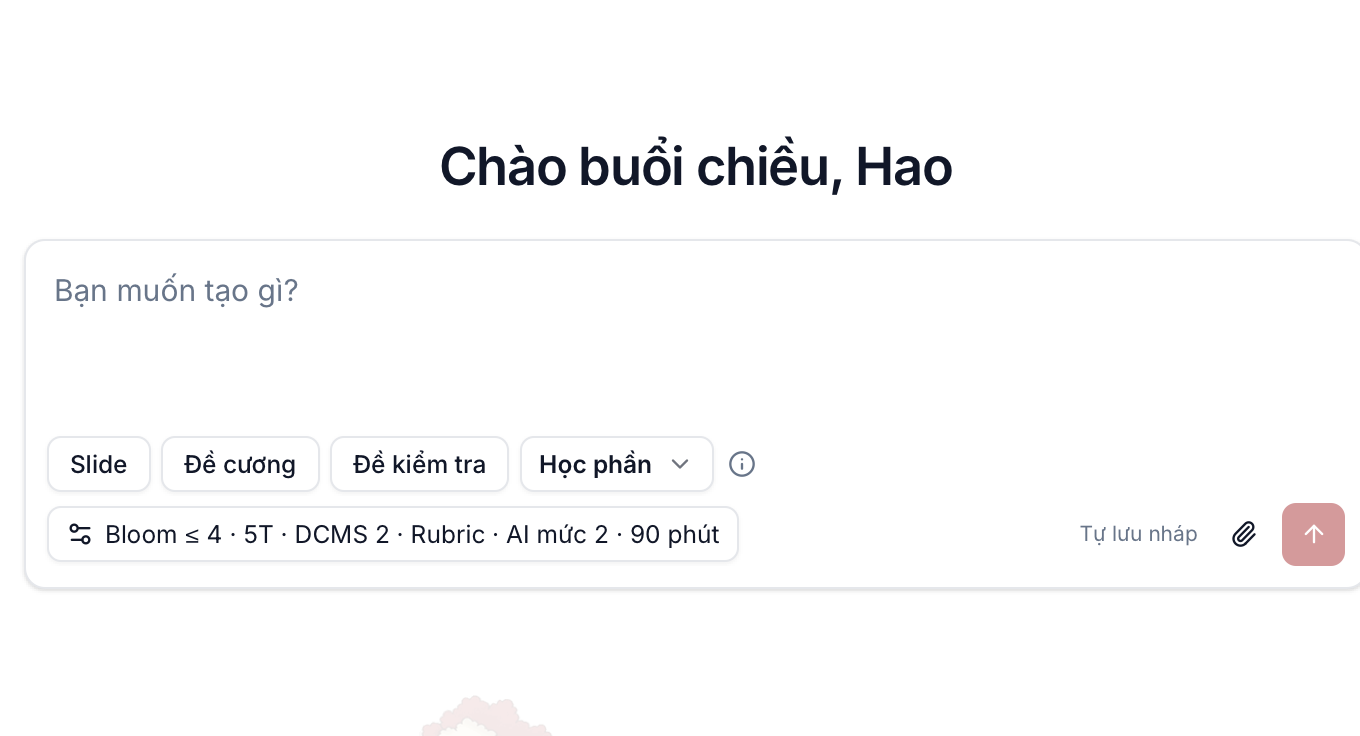 Chào buổi chiều, Hao
Bạn muốn tạo gì?
Slide Đề cương Đề kiểm tra Học phần
Bloom ≤ 4 · 5T · DCMS 2 · Rubric · AI mức 2 · 90 phút Tự lưu nháp